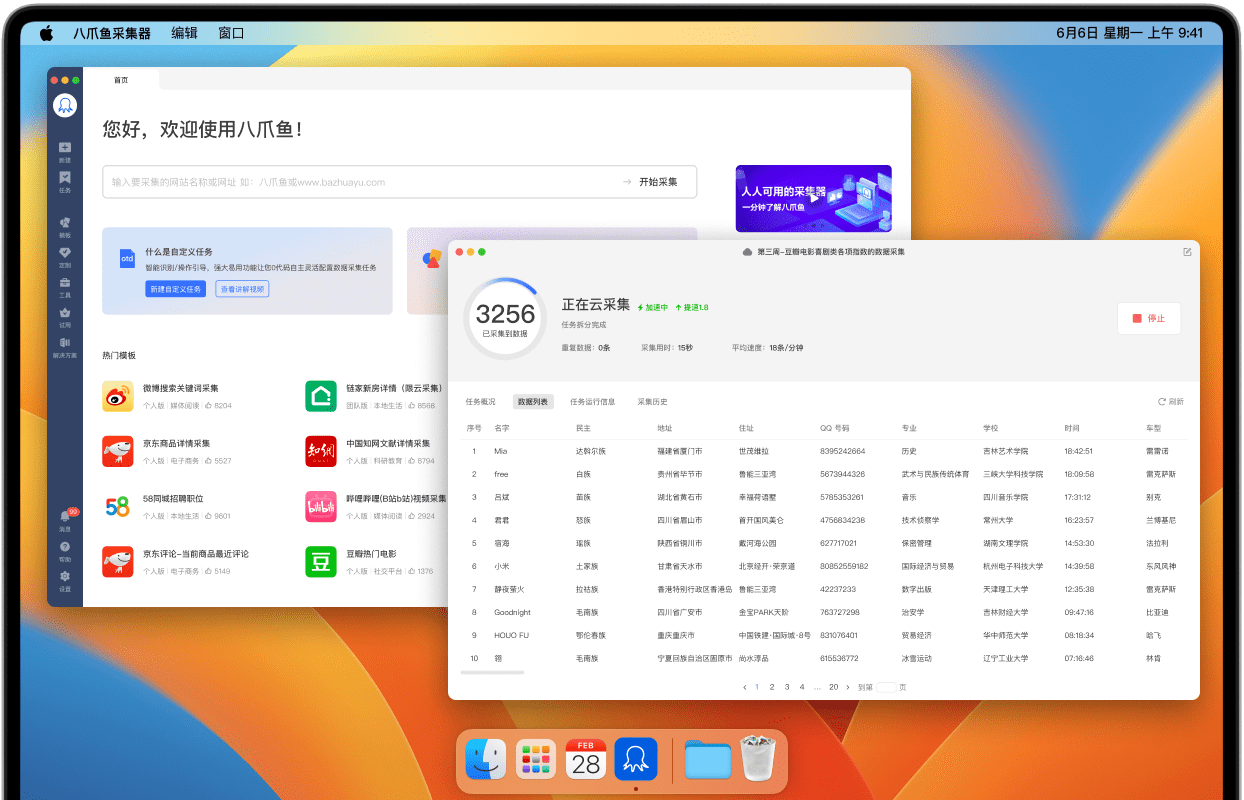 八爪鱼采集器 编辑 窗口 6月6日 星期一 上午 9:41
首页
您好，欢迎使用八爪鱼！
输入要采集的网站名称或网址 如：八爪鱼或www.bazhuayu.com → 开始采集
人人可用的采集器
一分钟了解八爪鱼
新建
任务
模板
定制
工具
试用
解决方案
99
消息
帮助
设置
otd
什么是自定义任务
智能识别/操作引导，强大易用功能让您0代码自主灵活配置数据采集任务
新建自定义任务 查看讲解视频
热门模板
微博搜索关键词采集
个人版 | 媒体阅读 | 8204
链家新房详情（限云采集）
团队版 | 本地生活 | 8568
京东商品详情采集
个人版 | 电子商务 | 5527
知网
中国知网文献详情采集
个人版 | 科研教育 | 8794
58
58同城招聘职位
个人版 | 本地生活 | 9601
bilibili
哔哩哔哩(B站b站)视频采集
个人版 | 媒体阅读 | 2924
京东评论-当前商品最近评论
个人版 | 电子商务 | 5149
豆
豆瓣热门电影
个人版 | 社交平台 | 1376
第三周-豆瓣电影喜剧类各项指数的数据采集
3256
已采集到数据
正在云采集 加速中 提速1.8
任务拆分完成
重复数据：0条 采集用时：15秒 平均速度：18条/分钟
停止
任务概况 数据列表 任务运行信息 采集历史 刷新
序号 名字 民主 地址 住址 QQ 号码 专业 学校 时间 车型
1 Mia 达斡尔族 福建省厦门市 世茂维拉 8395242664 历史 吉林艺术学院 18:42:51 雷雷诺
2 free 白族 贵州省毕节市 鲁能三亚湾 5673944326 武术与民族传统体育 三峡大学科技学院 18:09:58 雷克萨斯
3 吕斌 苗族 湖北省黄石市 幸福荷语墅 5785353261 音乐 四川音乐学院 17:31:12 别克
4 君君 怒族 四川省眉山市 首开国风美仑 4756834238 技术侦察学 常州大学 16:23:57 兰博基尼
5 宿海 瑶族 陕西省铜川市 戴河海公园 627717021 保密管理 湖南文理学院 14:53:30 法拉利
6 小米 土家族 甘肃省天水市 北京经开·荣京道 80852559182 国际经济与贸易 杭州电子科技大学 14:39:58 东风风神
7 静夜萤火 拉祜族 香港特别行政区香港岛 鲁能三亚湾 42237233 数字出版 天津理工大学 12:35:38 雷克萨斯
8 Goodnight 毛南族 四川省广安市 金宝PARK天阶 763727298 治安学 吉林财经大学 09:47:16 比亚迪
9 HOUO FU 鄂伦春族 重庆重庆市 中国铁建·国际城·8号 831076401 贸易经济 华中师范大学 08:18:34 哈飞
10 翎 毛南族 宁夏回族自治区固原市 尚水淳品 615536772 冰雪运动 辽宁工业大学 07:16:46 林肯
‹ 1 2 3 4 ... 20 › 到第 页
FEB
28